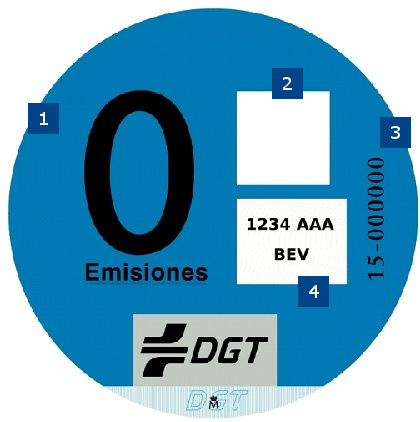 1
2
3
0
Emisiones
1234 AAA
BEV
4
15-000000
DGT
DGT
M